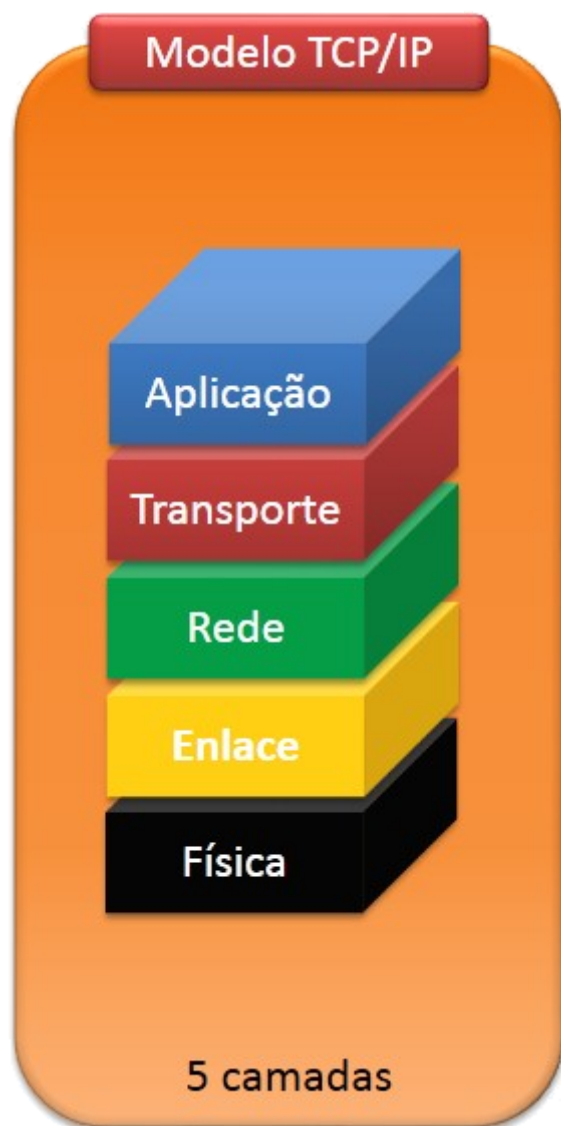 Modelo TCP/IP
Aplicação
Transporte
Rede
Enlace
Física
5 camadas